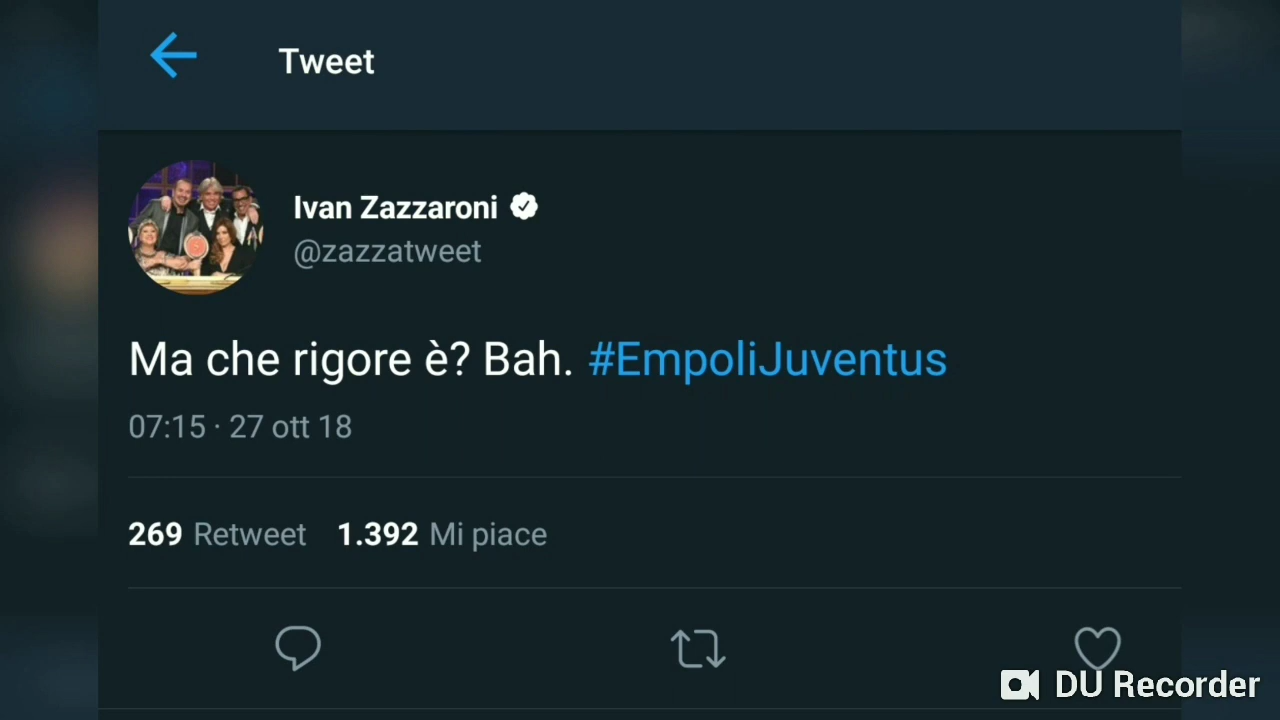 Tweet
Ivan Zazzaroni
@zazzatweet
Ma che rigore è? Bah. #EmpoliJuventus
07:15 · 27 ott 18
269 Retweet 1.392 Mi piace
DU Recorder